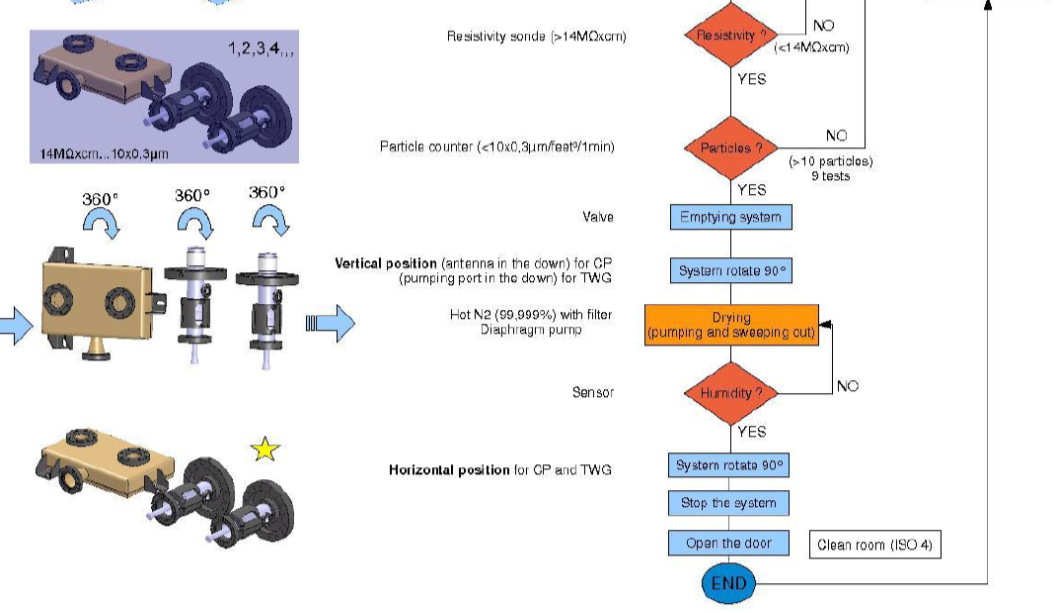 1,2,3,4,,,
14MΩxcm...10x0,3µm
360°
360°
360°
Resistivity sonde (>14MΩxcm)
Resistivity ?
NO
(<14MΩxcm)
YES
Particle counter (<10x0,3µm/feet³/1min)
Particles ?
NO
(>10 particles)
9 tests
YES
Valve
Emptying system
Vertical position (antenna in the down) for CP
(pumping port in the down) for TWG
System rotate 90°
Hot N2 (99,999%) with filter
Diaphragm pump
Drying
(pumping and sweeping out)
Sensor
Humidity ?
NO
YES
Horizontal position for CP and TWG
System rotate 90°
Stop the system
Open the door
Clean room (ISO 4)
END